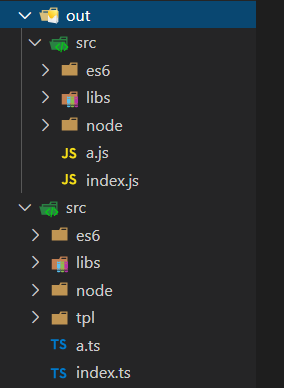 out
src
es6
libs
node
JS a.js
JS index.js
src
es6
libs
node
tpl
TS a.ts
TS index.ts